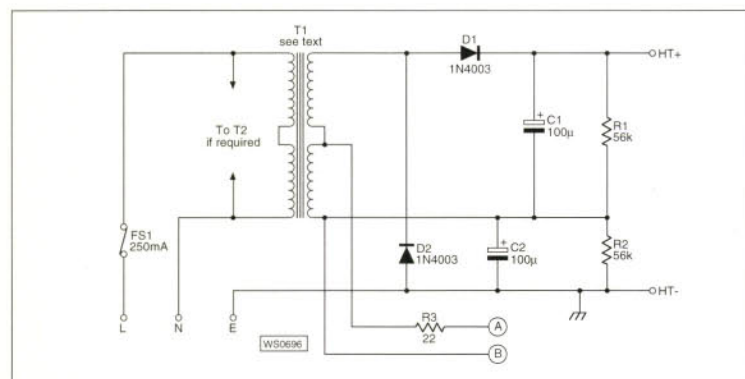 T1
see text
D1
1N4003
HT+
To T2
if required
+
C1
100µ
R1
56k
FS1
250mA
D2
1N4003
+
C2
100µ
R2
56k
HT-
L
N
E
R3
22
A
B
WS0696